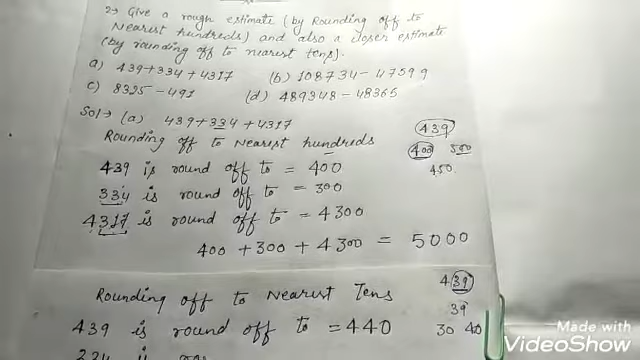 2→ Give a rough estimate (by Rounding off to
Nearest hundreds) and also a closer estimate
(by rounding off to nearest tens).
a) 439+334+4317 (b) 108734-47599
c) 8325-491 (d) 489348-48365
Sol→ (a) 439+334+4317
Rounding off to Nearest hundreds
439
400 500
450
439 is round off to = 400
334 is round off to = 300
4317 is round off to = 4300
400 + 300 + 4300 = 5000
Rounding off to Nearest Tens
439
39
30 40
439 is round off to = 440
334 is
Made with
VideoShow